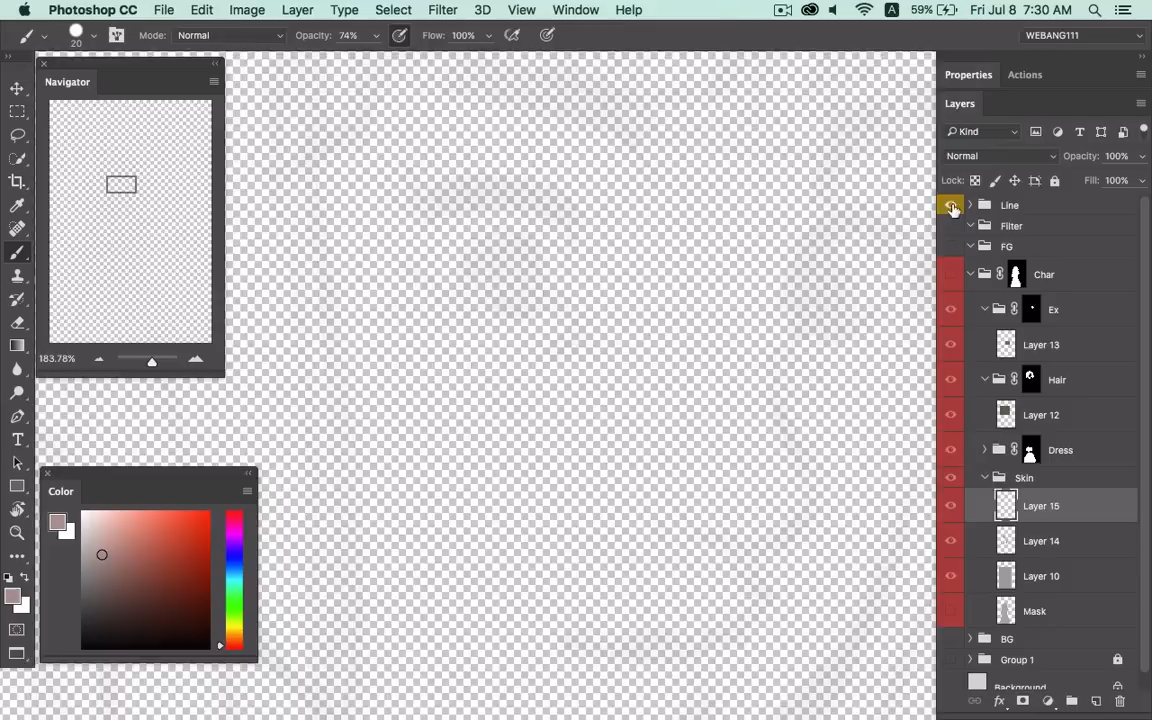 Photoshop CC File Edit Image Layer Type Select Filter 3D View Window Help 59% Fri Jul 8 7:30 AM
20 Mode: Normal Opacity: 74% Flow: 100% WEBANG111
Navigator
183.78%
Color
Properties Actions
Layers
Kind
Normal Opacity: 100%
Lock: Fill: 100%
Line
Filter
FG
Char
Ex
Layer 13
Hair
Layer 12
Dress
Skin
Layer 15
Layer 14
Layer 10
Mask
BG
Group 1
Background
fx